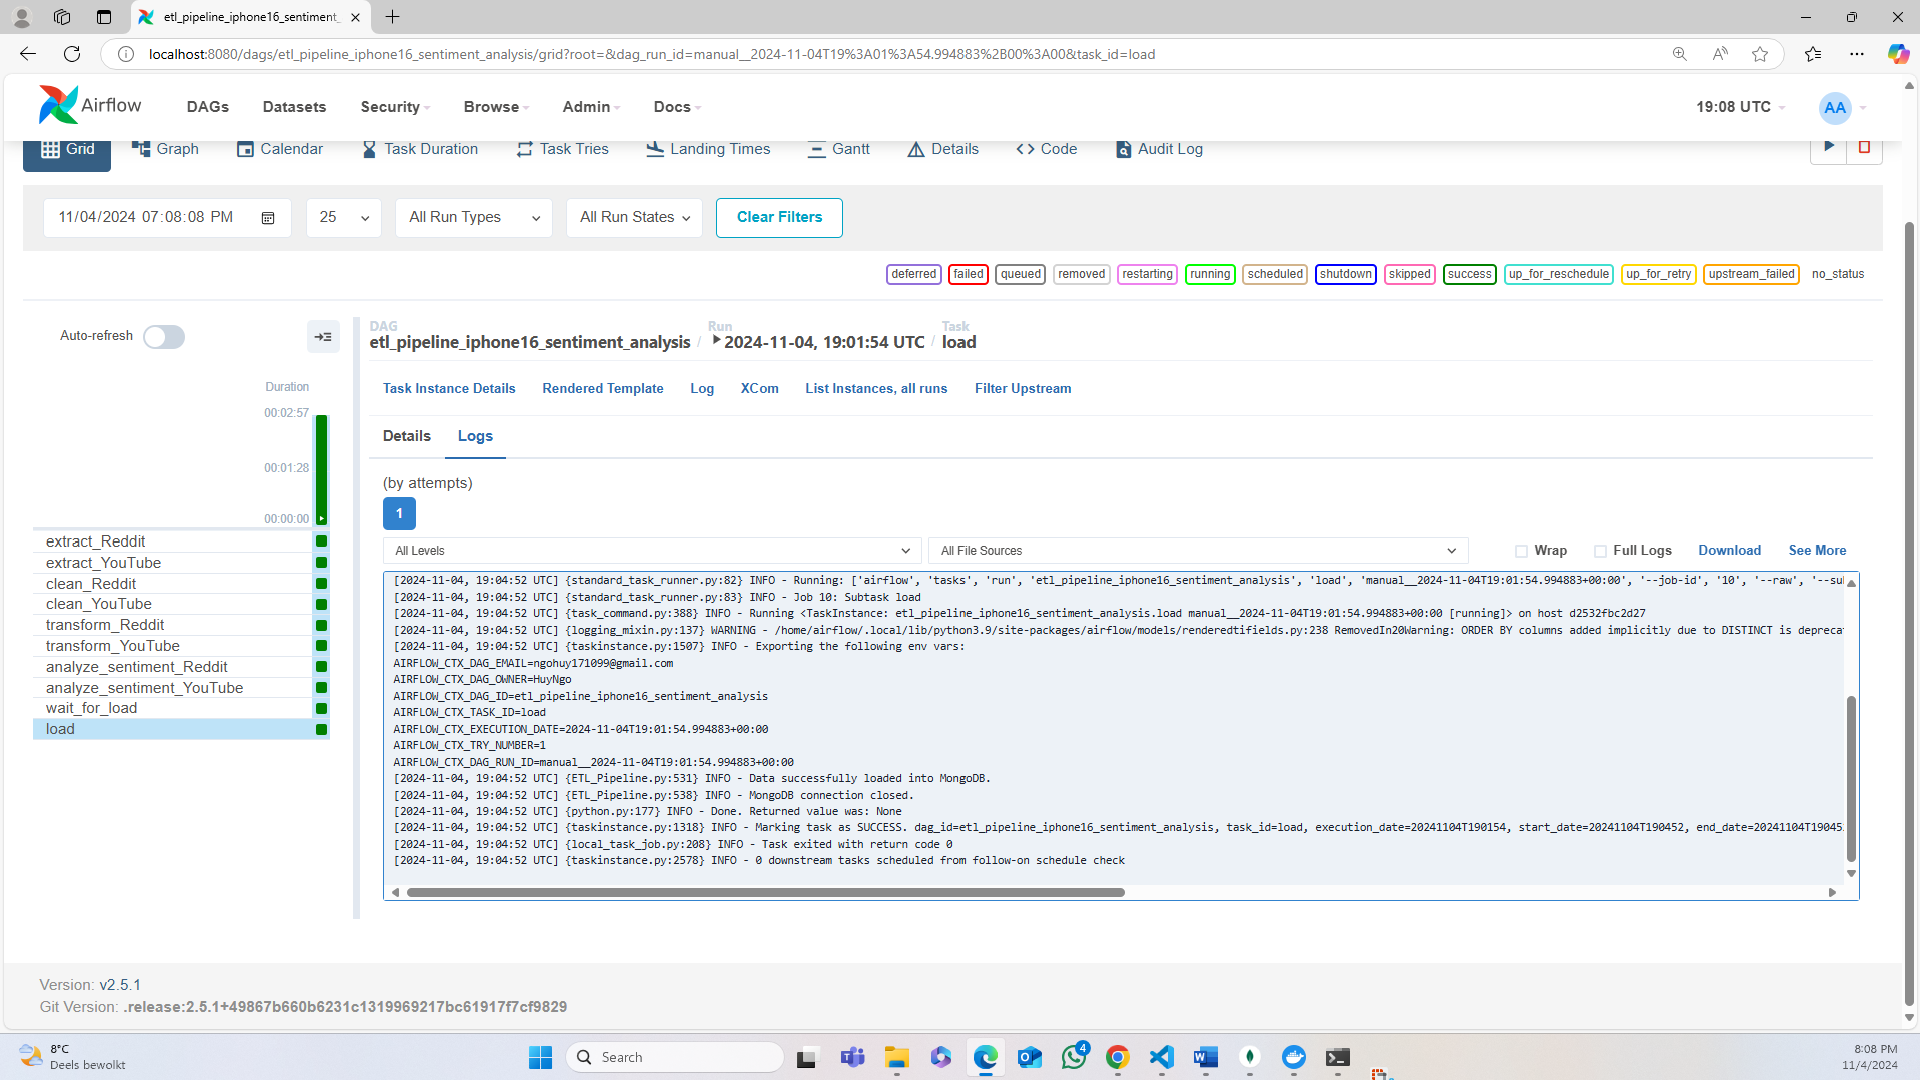 etl_pipeline_iphone16_sentiment_
localhost:8080/dags/etl_pipeline_iphone16_sentiment_analysis/grid?root=&dag_run_id=manual__2024-11-04T19%3A01%3A54.994883%2B00%3A00&task_id=load
Airflow DAGs Datasets Security Browse Admin Docs 19:08 UTC AA
Grid Graph Calendar Task Duration Task Tries Landing Times Gantt Details Code Audit Log
11/04/2024 07:08:08 PM 25 All Run Types All Run States Clear Filters
deferred failed queued removed restarting running scheduled shutdown skipped success up_for_reschedule up_for_retry upstream_failed no_status
Auto-refresh
DAG Run Task
etl_pipeline_iphone16_sentiment_analysis / 2024-11-04, 19:01:54 UTC / load
Task Instance Details Rendered Template Log XCom List Instances, all runs Filter Upstream
Duration
00:02:57
00:01:28
00:00:00
extract_Reddit
extract_YouTube
clean_Reddit
clean_YouTube
transform_Reddit
transform_YouTube
analyze_sentiment_Reddit
analyze_sentiment_YouTube
wait_for_load
load
Details Logs
(by attempts)
1
All Levels All File Sources Wrap Full Logs Download See More
[2024-11-04, 19:04:52 UTC] {standard_task_runner.py:82} INFO - Running: ['airflow', 'tasks', 'run', 'etl_pipeline_iphone16_sentiment_analysis', 'load', 'manual__2024-11-04T19:01:54.994883+00:00', '--job-id', '10', '--raw', '--su
[2024-11-04, 19:04:52 UTC] {standard_task_runner.py:83} INFO - Job 10: Subtask load
[2024-11-04, 19:04:52 UTC] {task_command.py:388} INFO - Running <TaskInstance: etl_pipeline_iphone16_sentiment_analysis.load manual__2024-11-04T19:01:54.994883+00:00 [running]> on host d2532fbc2d27
[2024-11-04, 19:04:52 UTC] {logging_mixin.py:137} WARNING - /home/airflow/.local/lib/python3.9/site-packages/airflow/models/renderedtifields.py:238 RemovedIn20Warning: ORDER BY columns added implicitly due to DISTINCT is depreca
[2024-11-04, 19:04:52 UTC] {taskinstance.py:1507} INFO - Exporting the following env vars:
AIRFLOW_CTX_DAG_EMAIL=ngohuy171099@gmail.com
AIRFLOW_CTX_DAG_OWNER=HuyNgo
AIRFLOW_CTX_DAG_ID=etl_pipeline_iphone16_sentiment_analysis
AIRFLOW_CTX_TASK_ID=load
AIRFLOW_CTX_EXECUTION_DATE=2024-11-04T19:01:54.994883+00:00
AIRFLOW_CTX_TRY_NUMBER=1
AIRFLOW_CTX_DAG_RUN_ID=manual__2024-11-04T19:01:54.994883+00:00
[2024-11-04, 19:04:52 UTC] {ETL_Pipeline.py:531} INFO - Data successfully loaded into MongoDB.
[2024-11-04, 19:04:52 UTC] {ETL_Pipeline.py:538} INFO - MongoDB connection closed.
[2024-11-04, 19:04:52 UTC] {python.py:177} INFO - Done. Returned value was: None
[2024-11-04, 19:04:52 UTC] {taskinstance.py:1318} INFO - Marking task as SUCCESS. dag_id=etl_pipeline_iphone16_sentiment_analysis, task_id=load, execution_date=20241104T190154, start_date=20241104T190452, end_date=20241104T19045
[2024-11-04, 19:04:52 UTC] {local_task_job.py:208} INFO - Task exited with return code 0
[2024-11-04, 19:04:52 UTC] {taskinstance.py:2578} INFO - 0 downstream tasks scheduled from follow-on schedule check
Version: v2.5.1
Git Version: .release:2.5.1+49867b660b6231c1319969217bc61917f7cf9829
8°C
Deels bewolkt
Search
4
8:08 PM
11/4/2024